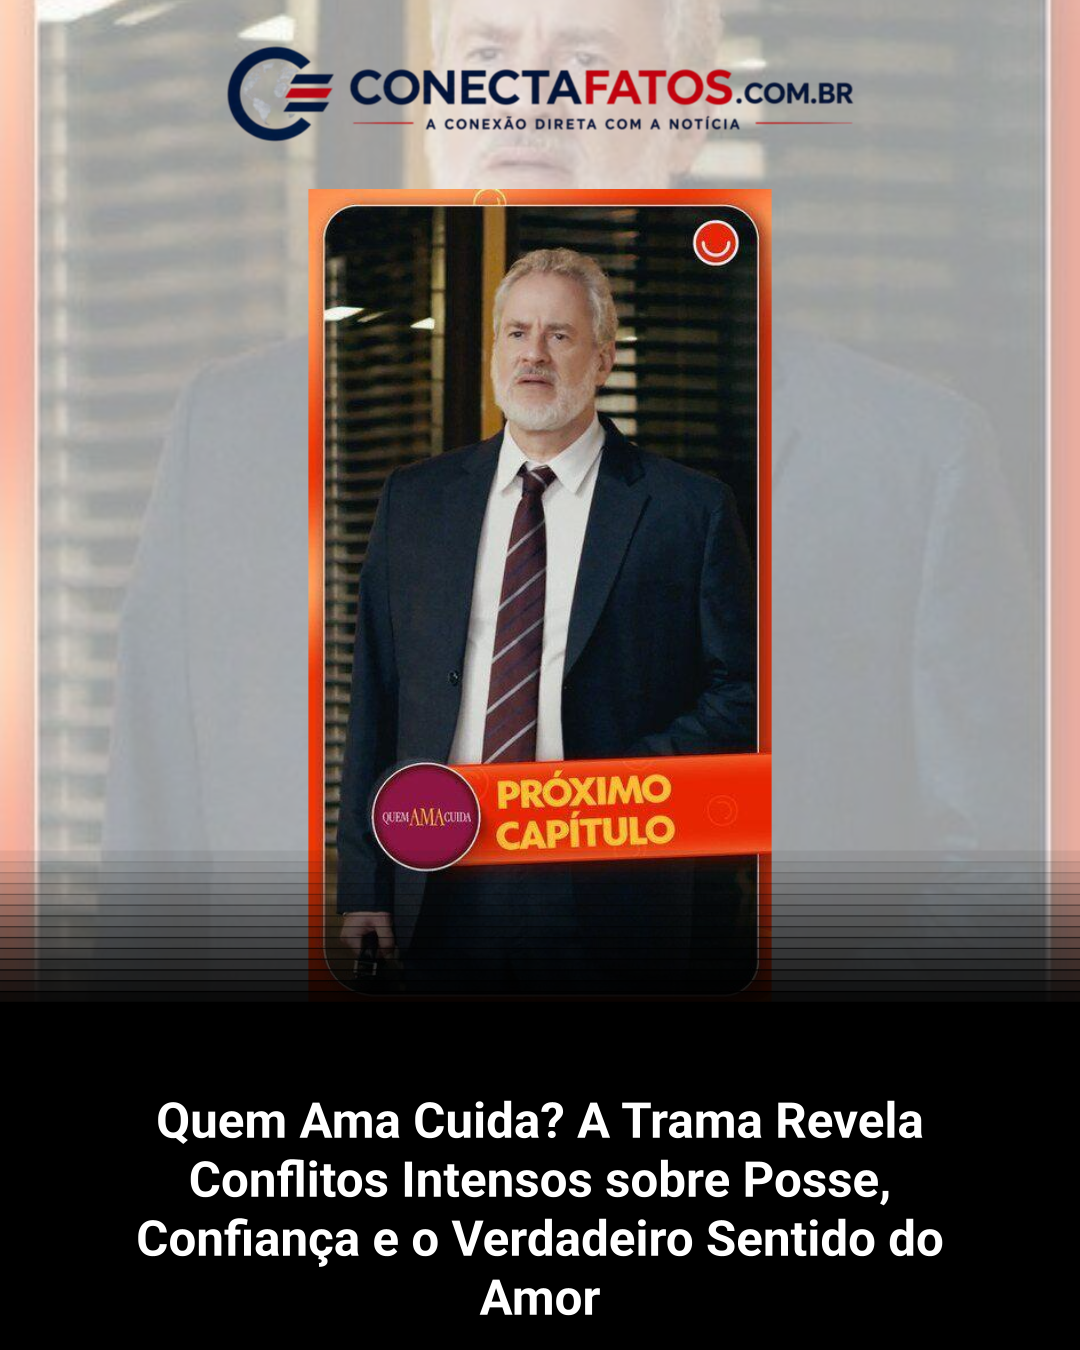 CONECTAFATOS.COM.BR
A CONEXÃO DIRETA COM A NOTÍCIA
QUEM AMA CUIDA
PRÓXIMO
CAPÍTULO
Quem Ama Cuida? A Trama Revela
Conflitos Intensos sobre Posse,
Confiança e o Verdadeiro Sentido do
Amor